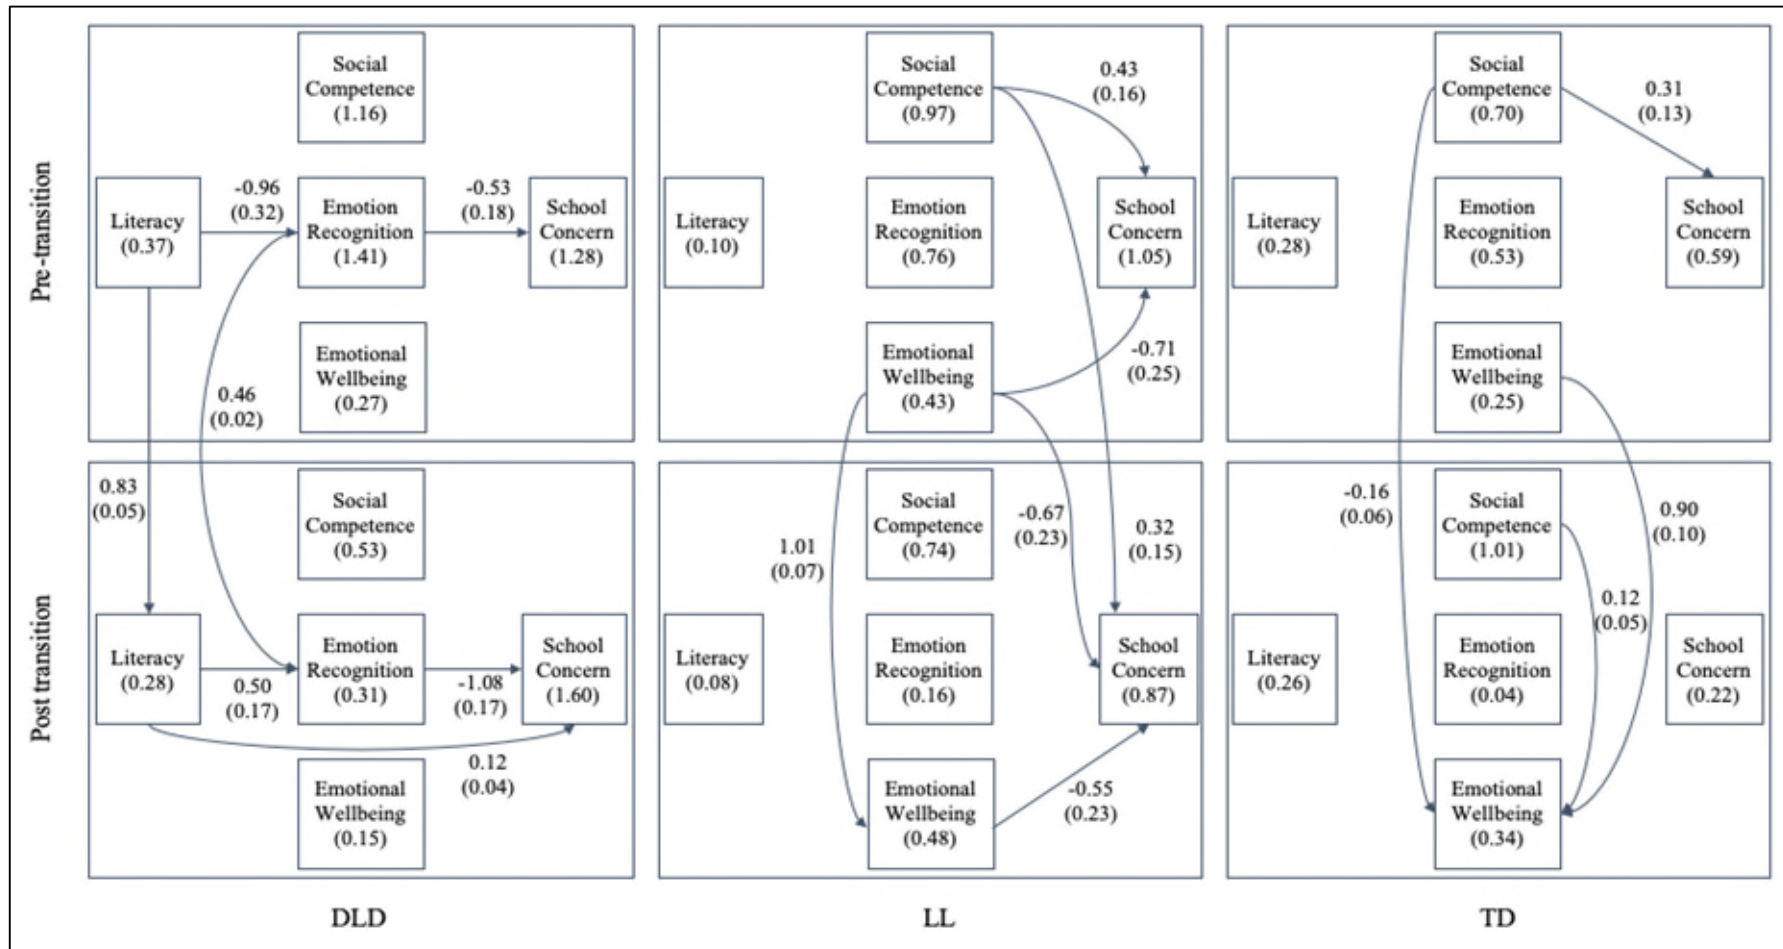 Pre-transition
Social
Competence
(1.16)
Literacy
(0.37)
-0.96
(0.32)
Emotion
Recognition
(1.41)
-0.53
(0.18)
School
Concern
(1.28)
Emotional
Wellbeing
(0.27)
0.46
(0.02)
0.83
(0.05)
Social
Competence
(0.97)
0.43
(0.16)
Literacy
(0.10)
Emotion
Recognition
(0.76)
School
Concern
(1.05)
Emotional
Wellbeing
(0.43)
-0.71
(0.25)
Social
Competence
(0.70)
0.31
(0.13)
Literacy
(0.28)
Emotion
Recognition
(0.53)
School
Concern
(0.59)
Emotional
Wellbeing
(0.25)
Post transition
Social
Competence
(0.53)
Literacy
(0.28)
0.50
(0.17)
Emotion
Recognition
(0.31)
-1.08
(0.17)
School
Concern
(1.60)
0.12
(0.04)
Emotional
Wellbeing
(0.15)
1.01
(0.07)
Social
Competence
(0.74)
-0.67
(0.23)
0.32
(0.15)
Literacy
(0.08)
Emotion
Recognition
(0.16)
School
Concern
(0.87)
Emotional
Wellbeing
(0.48)
-0.55
(0.23)
-0.16
(0.06)
Social
Competence
(1.01)
0.90
(0.10)
0.12
(0.05)
Literacy
(0.26)
Emotion
Recognition
(0.04)
School
Concern
(0.22)
Emotional
Wellbeing
(0.34)
DLD
LL
TD